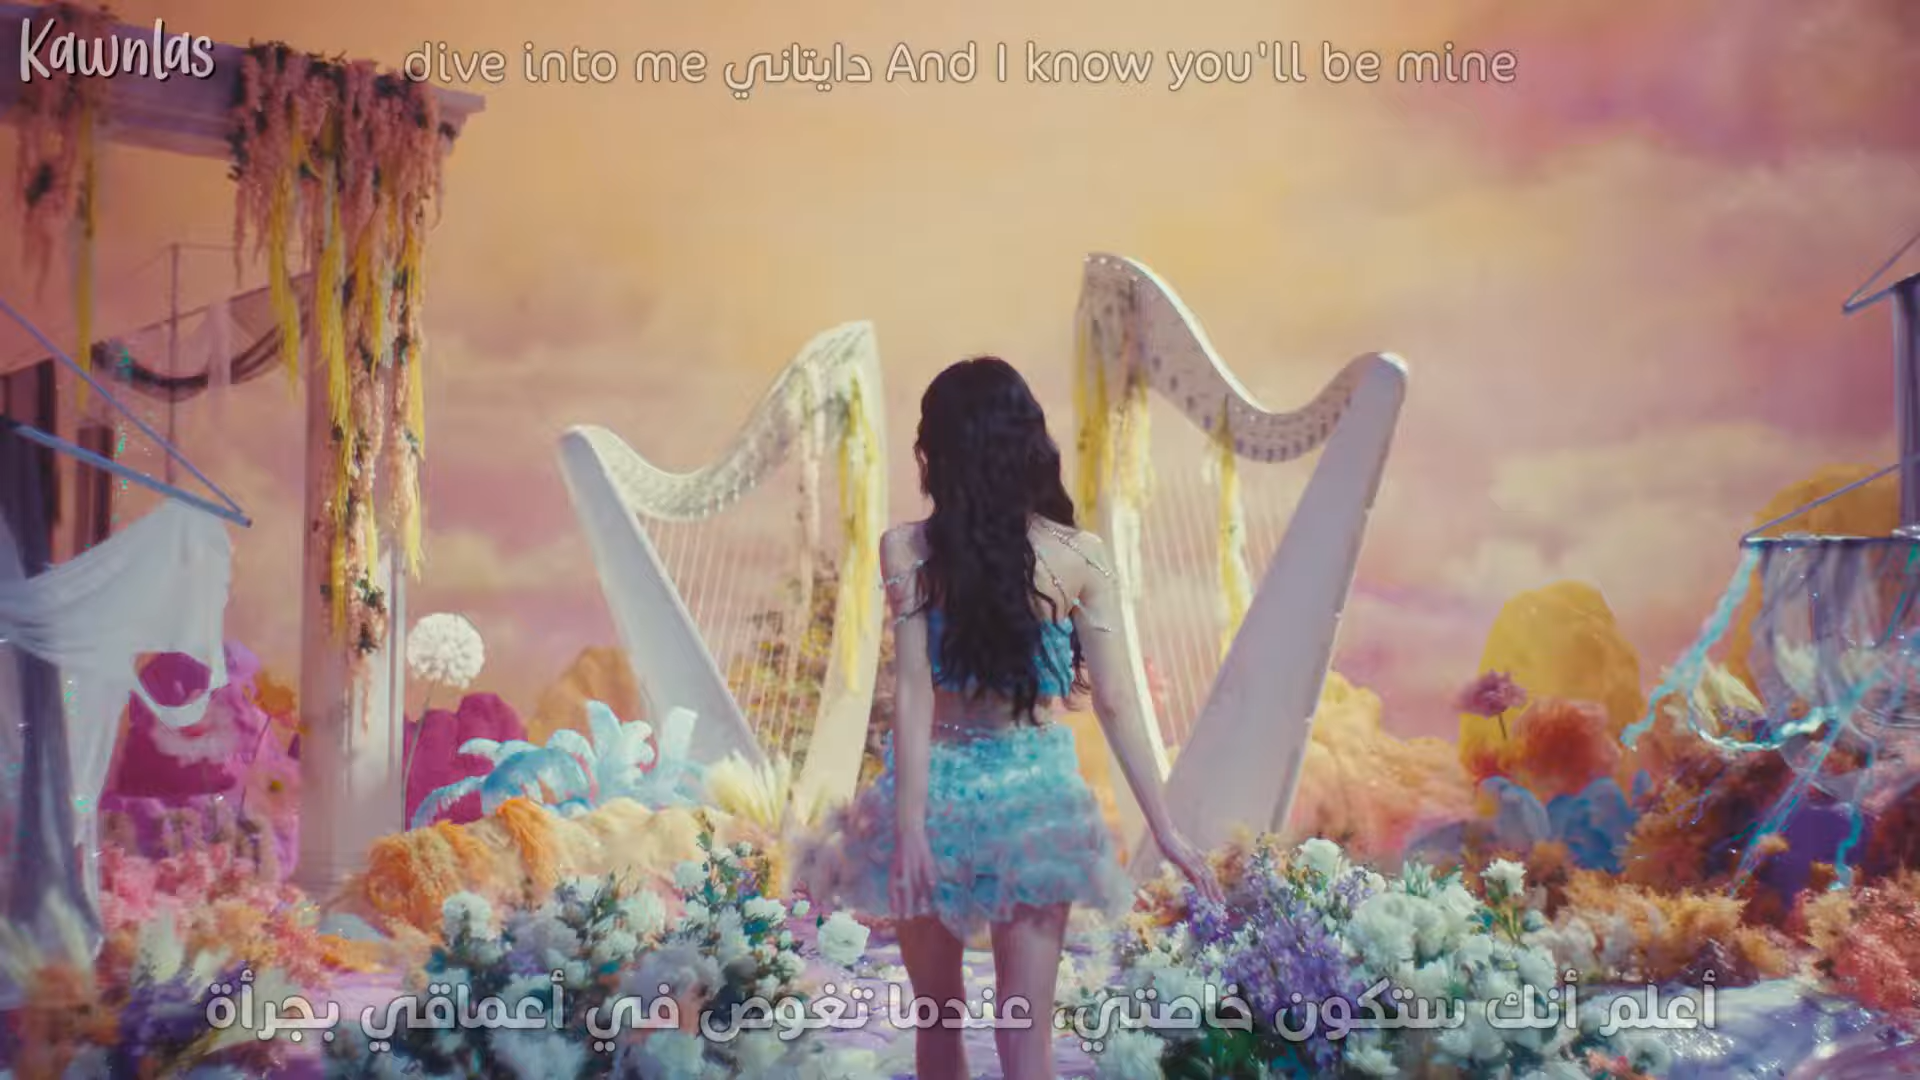 Kawnlas
dive into me دايتاني And I know you'll be mine
أعلم أنك ستكون خاصتي، عندما تغوص في أعماقي بجرأة